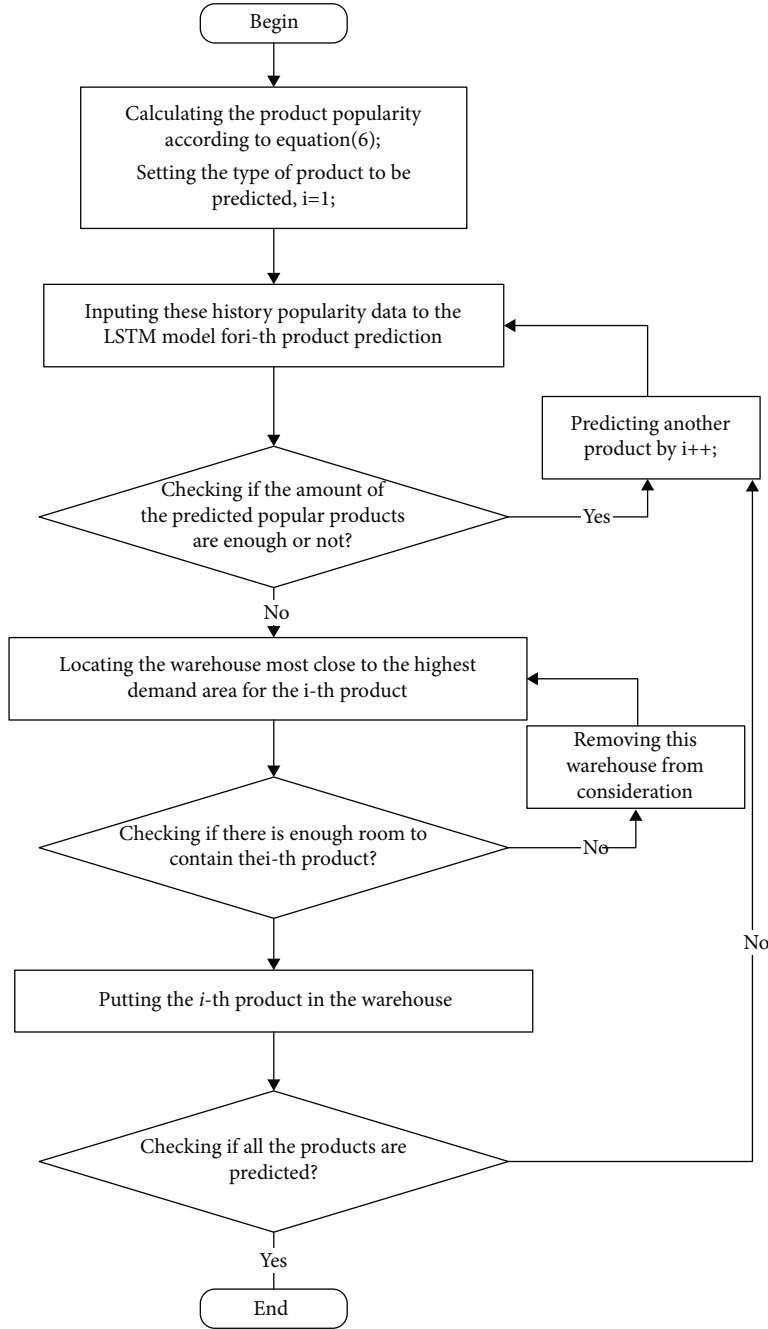 Begin
Calculating the product popularity
according to equation(6);
Setting the type of product to be
predicted, i=1;
Inputing these history popularity data to the
LSTM model fori-th product prediction
Predicting another
product by i++;
Checking if the amount of
the predicted popular products
are enough or not?
Yes
No
Locating the warehouse most close to the highest
demand area for the i-th product
Removing this
warehouse from
consideration
Checking if there is enough room to
contain thei-th product?
No
No
Putting the i-th product in the warehouse
Checking if all the products are
predicted?
Yes
End